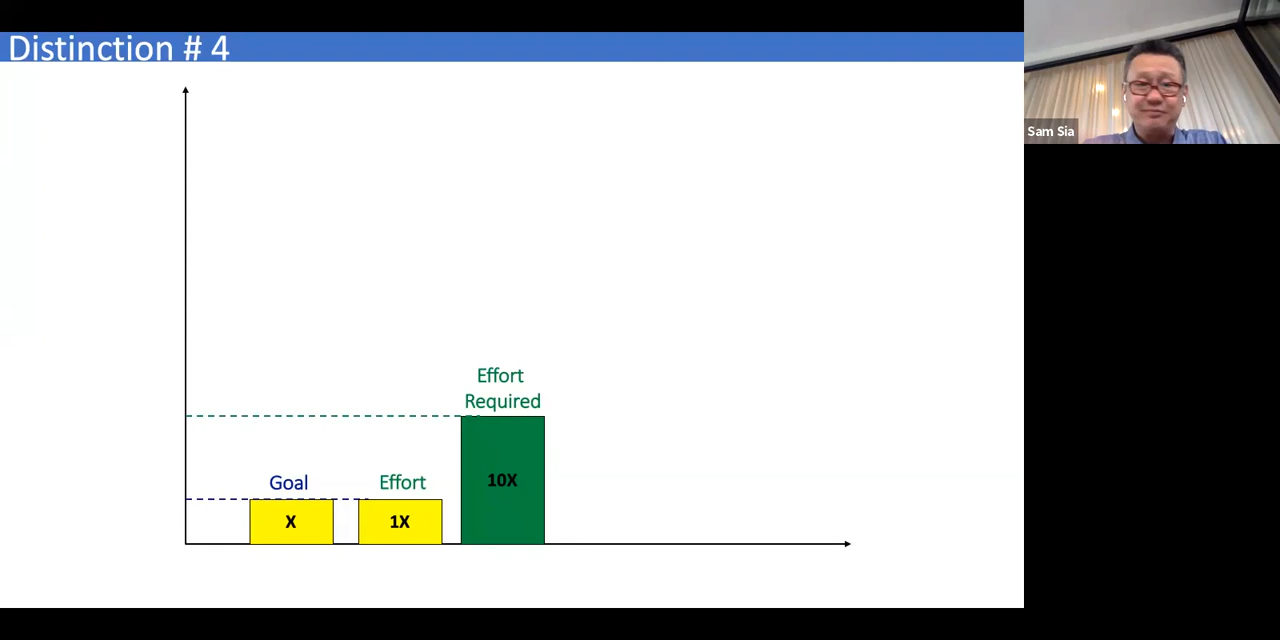 Distinction # 4
Sam Sia
Effort
Required
Goal
Effort
10X
X
1X